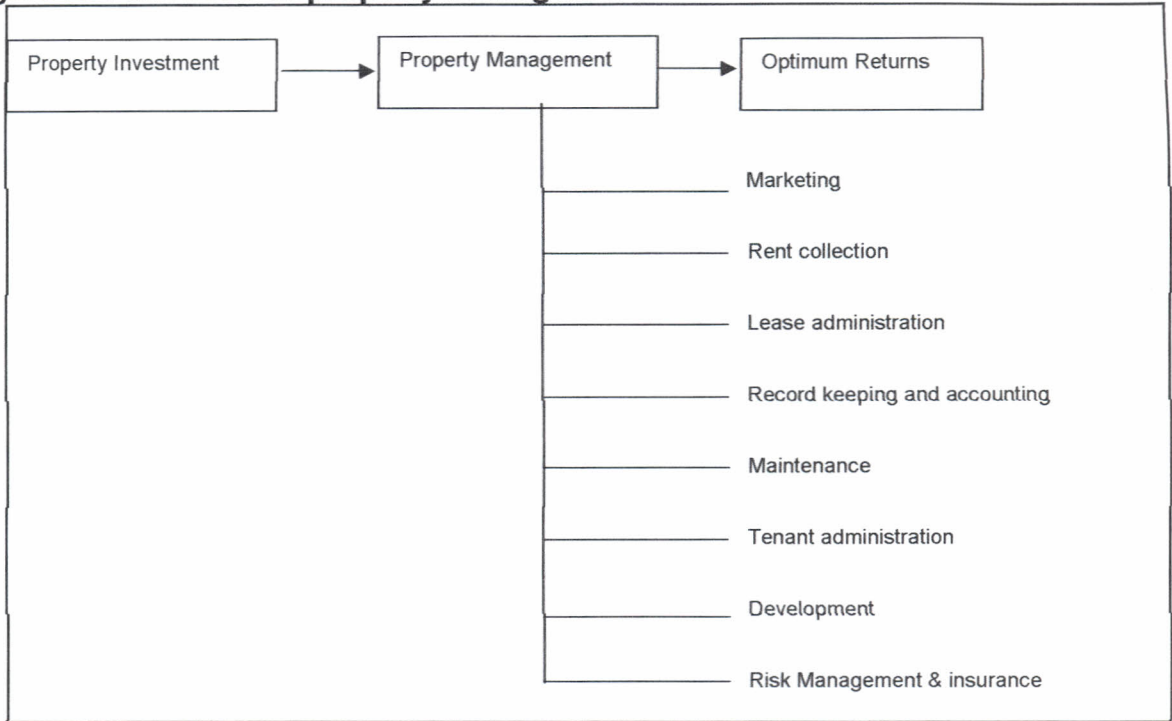 Property Investment
Property Management
Optimum Returns
Marketing
Rent collection
Lease administration
Record keeping and accounting
Maintenance
Tenant administration
Development
Risk Management & insurance